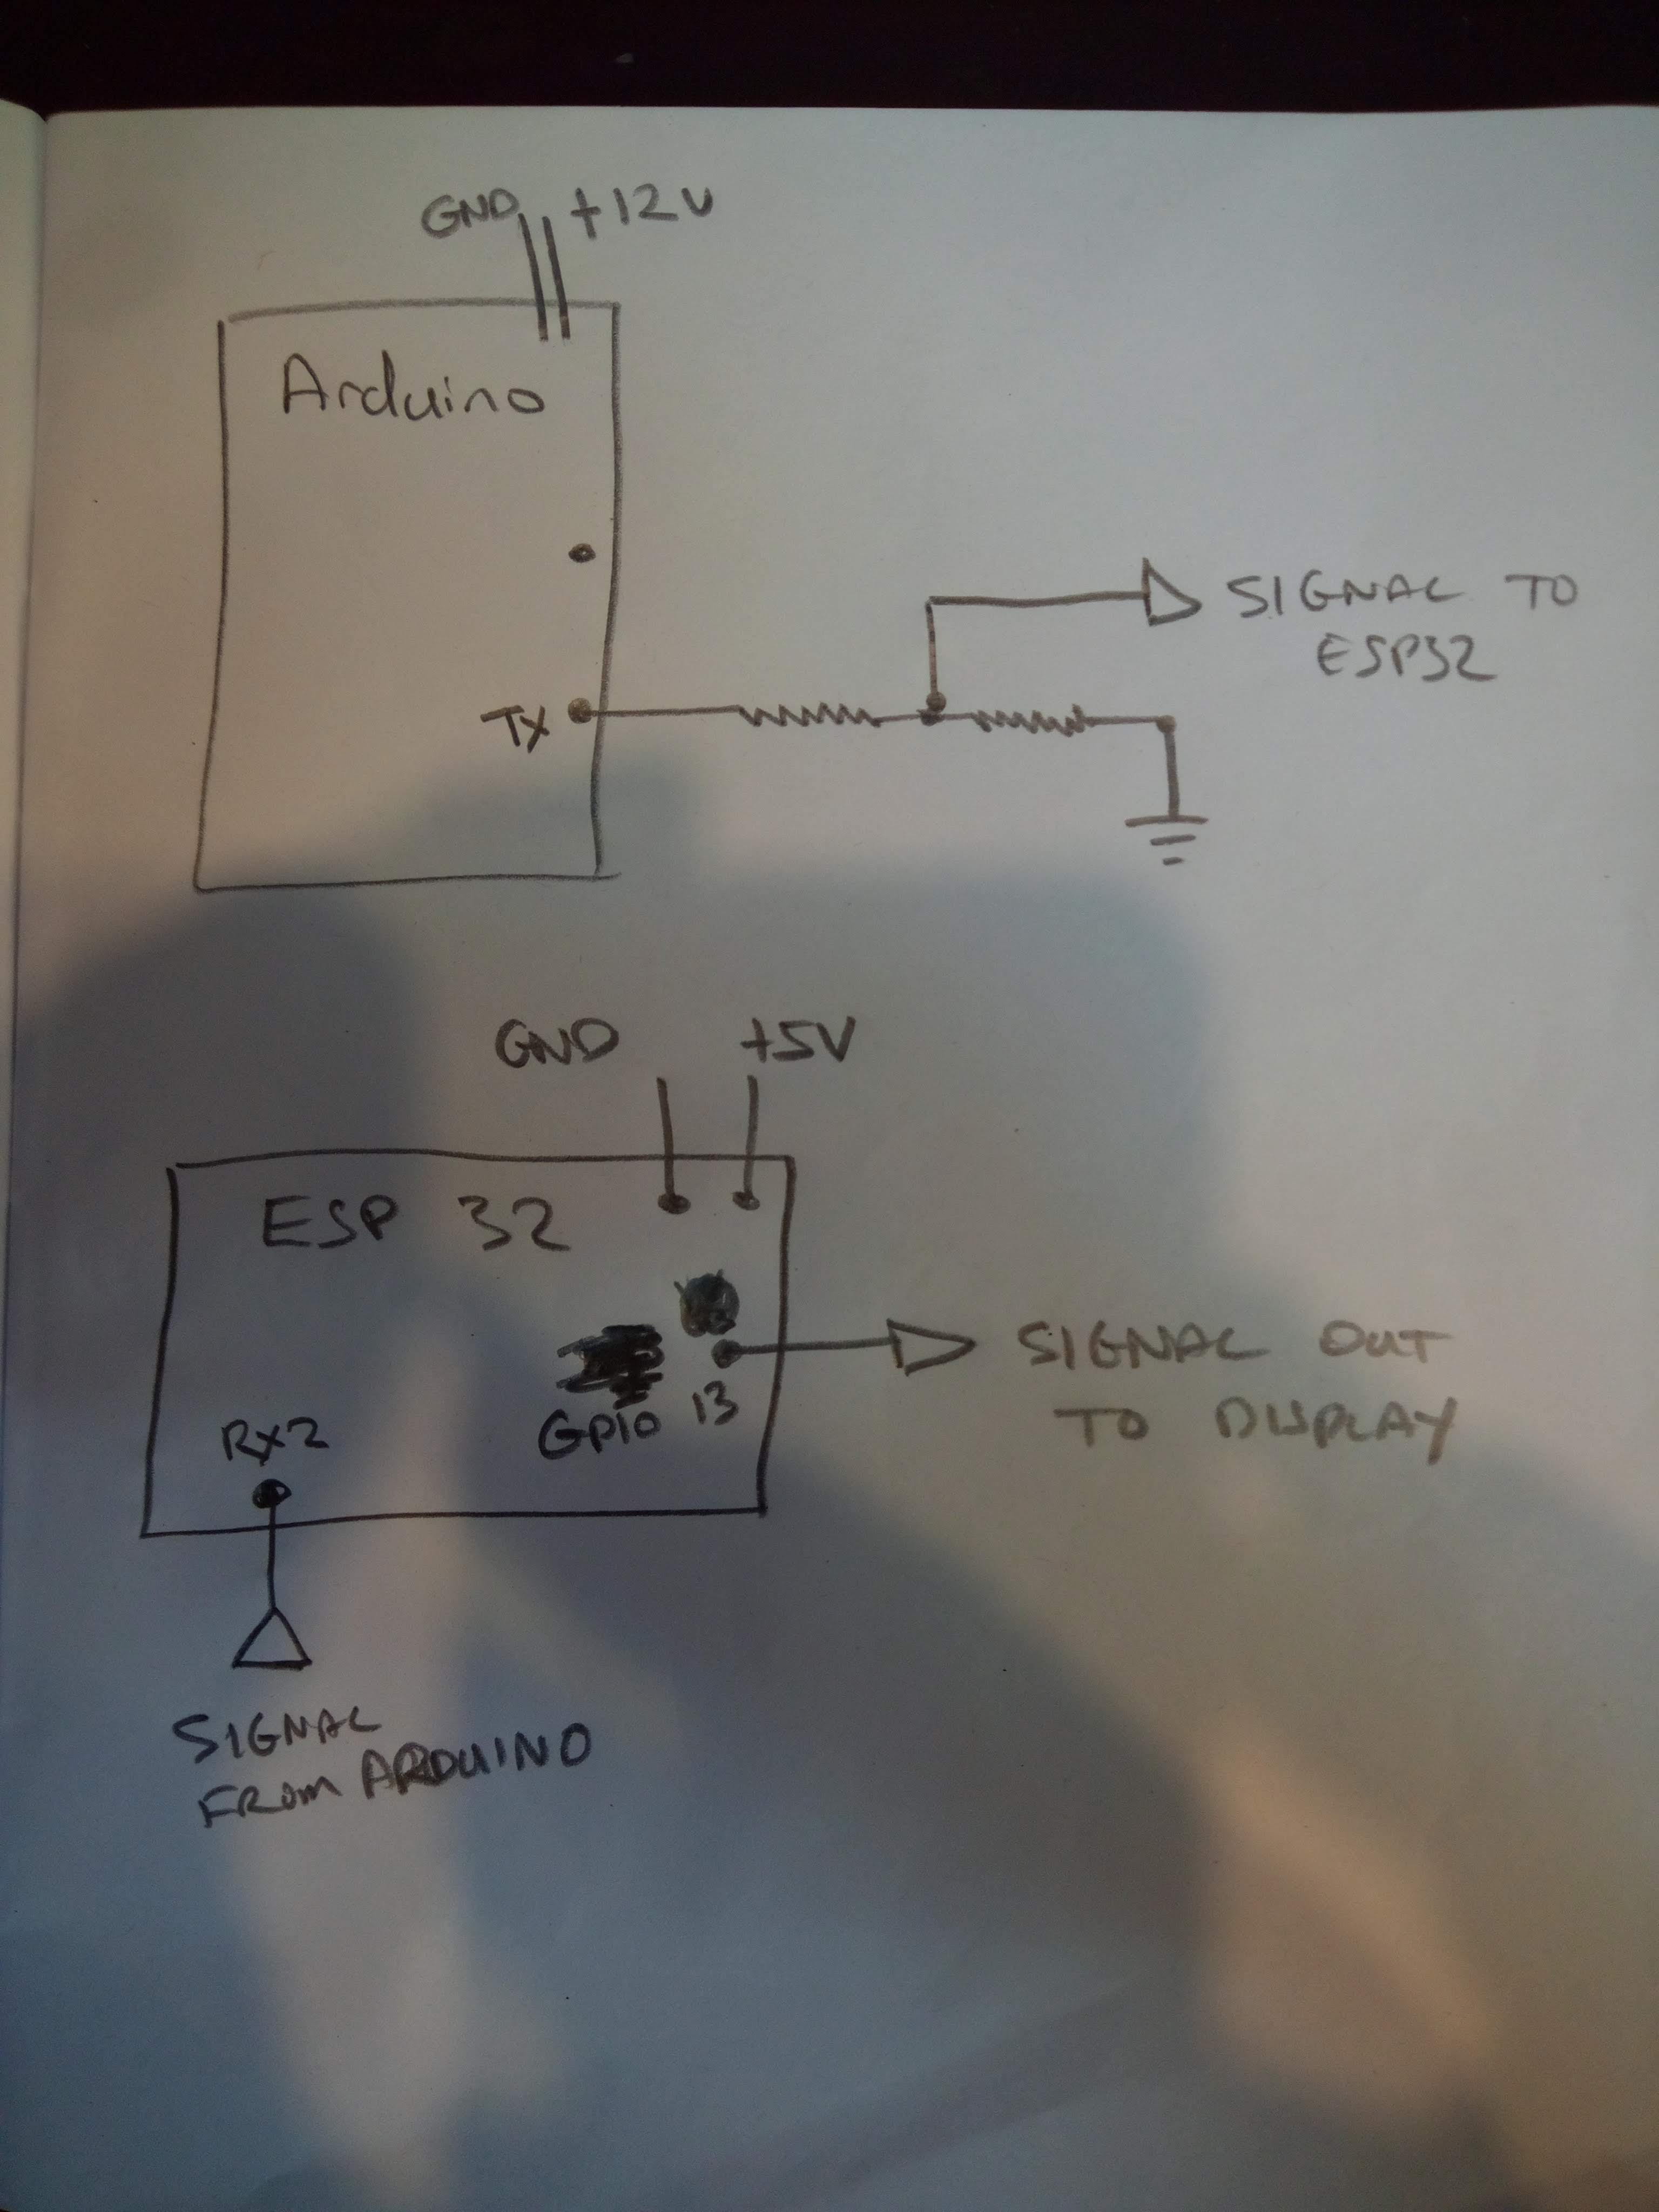 GND +12V
Arduino
SIGNAL TO
ESP32
TX
GND +5V
ESP 32
GPIO 13
SIGNAL OUT
TO DISPLAY
RX2
SIGNAL
FROM ARDUINO